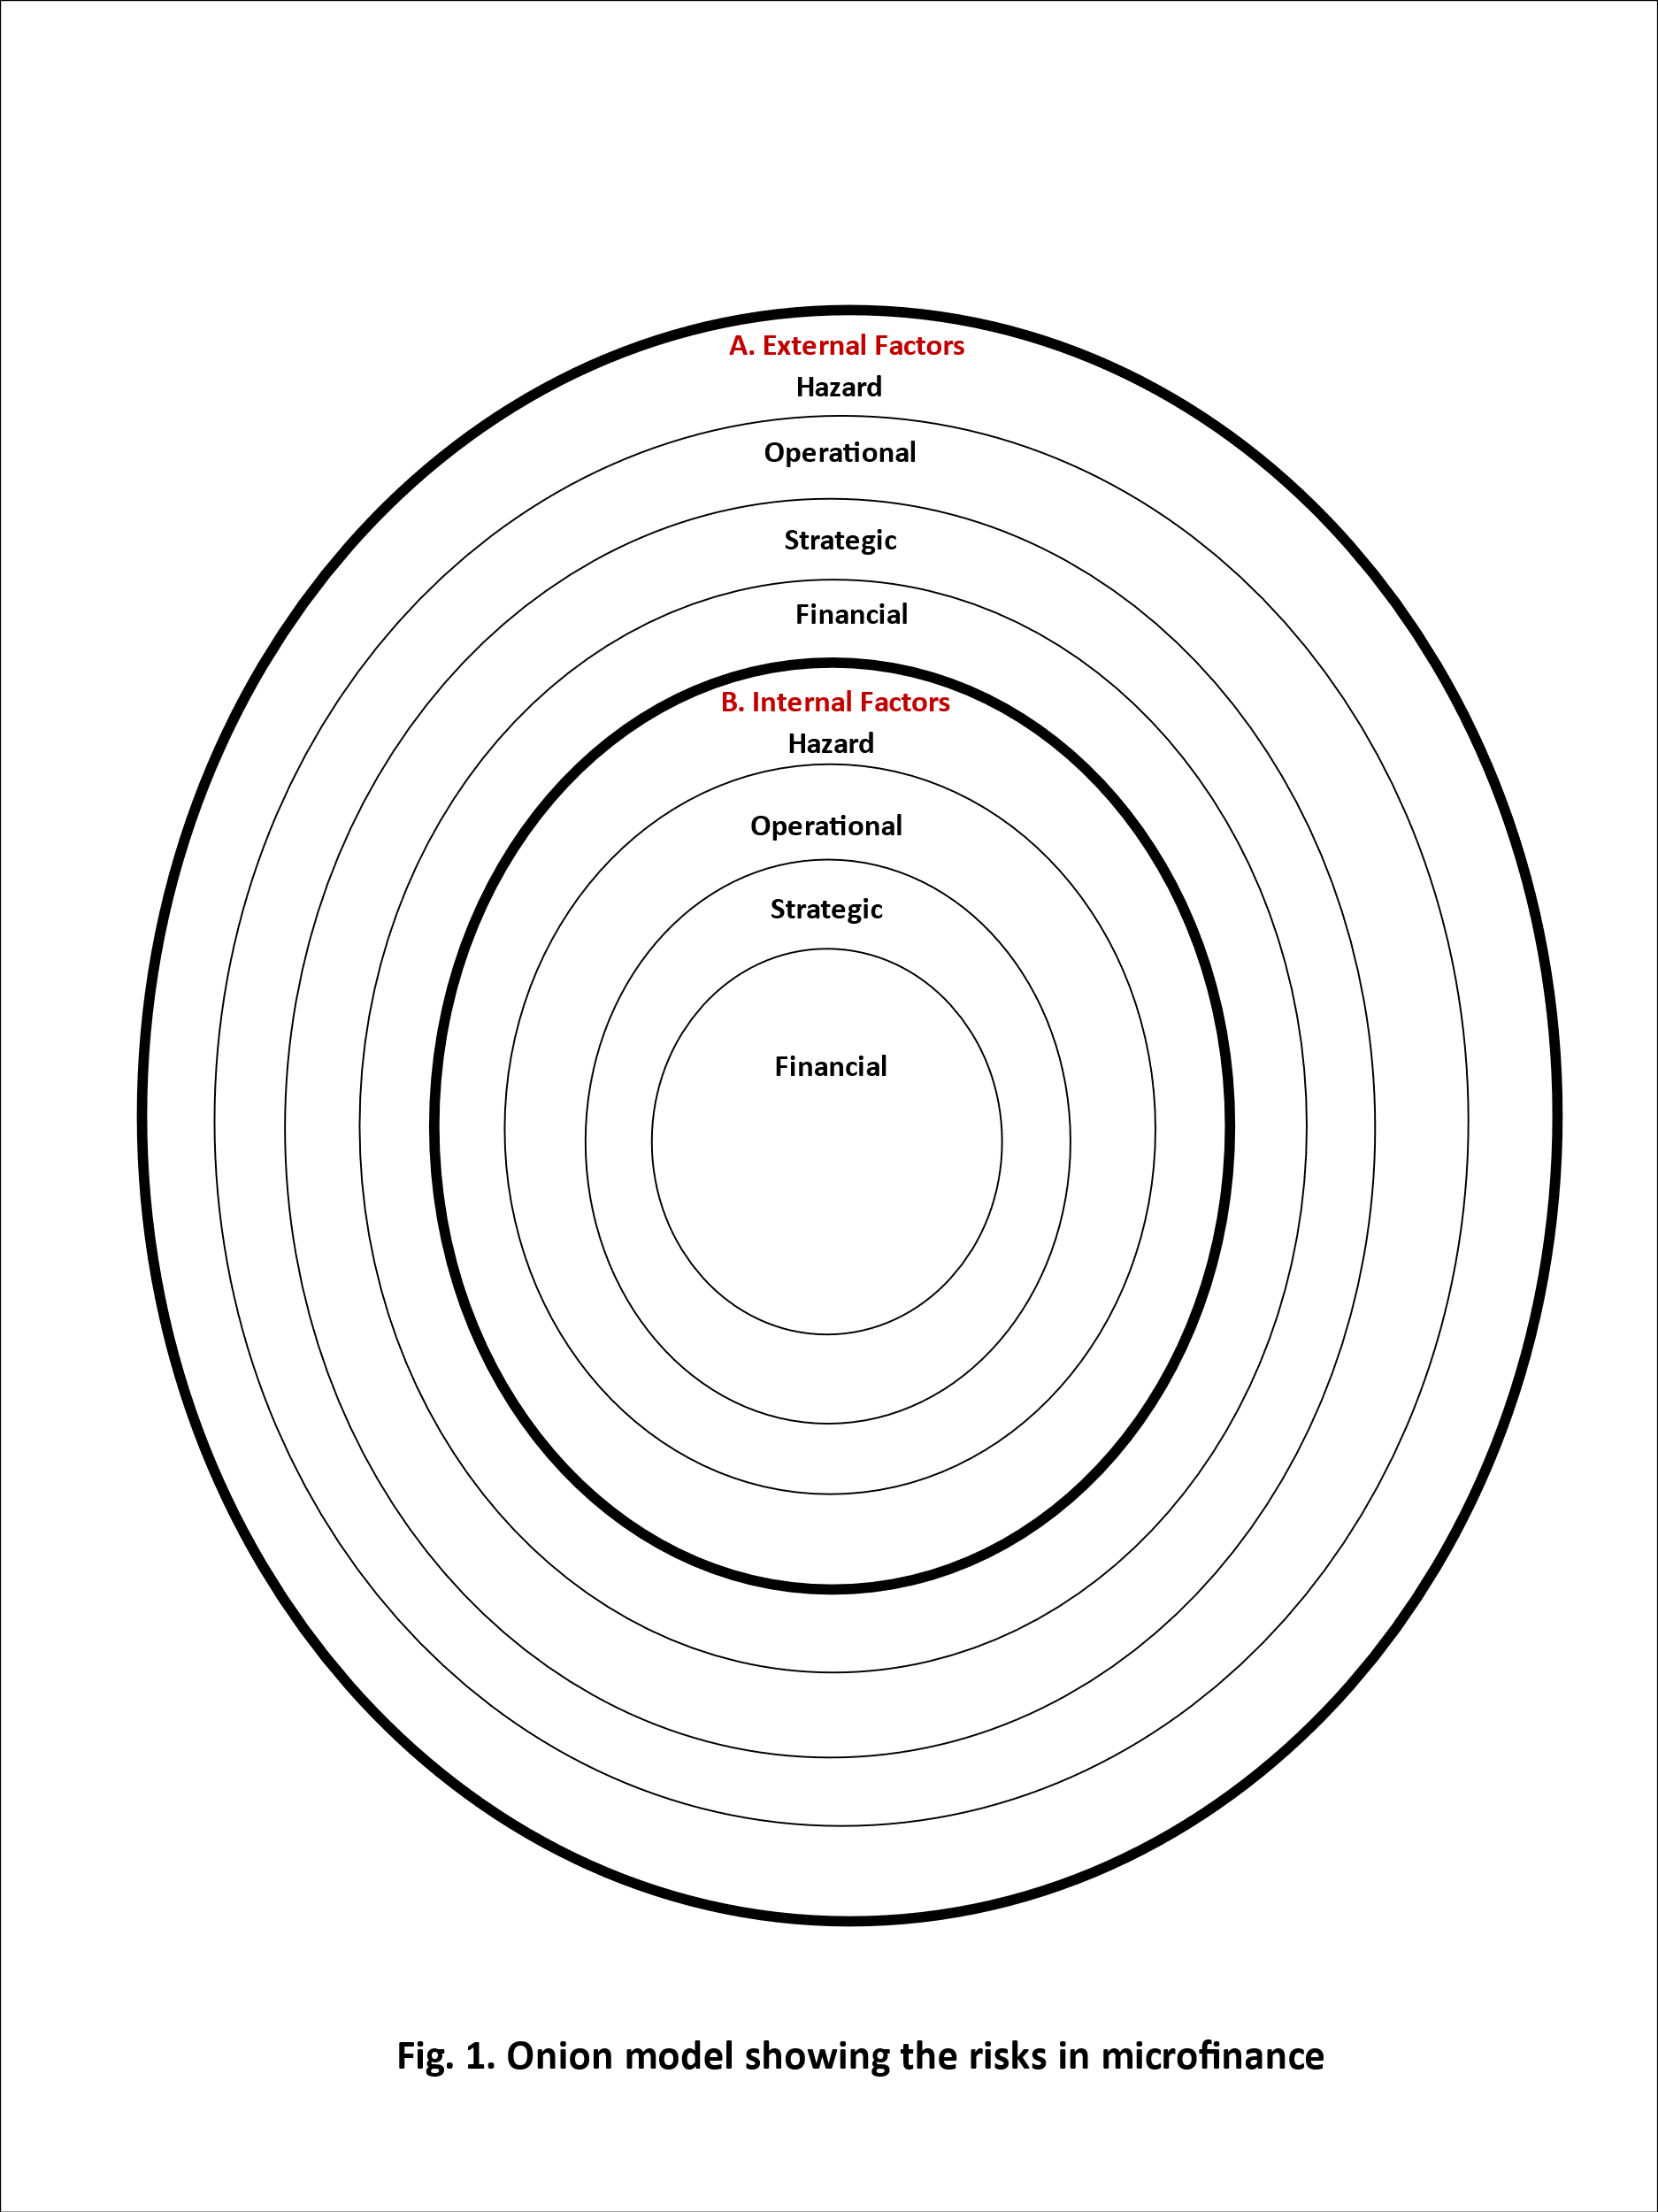 A. External Factors
Hazard
Operational
Strategic
Financial
B. Internal Factors
Hazard
Operational
Strategic
Financial
Fig. 1. Onion model showing the risks in microfinance